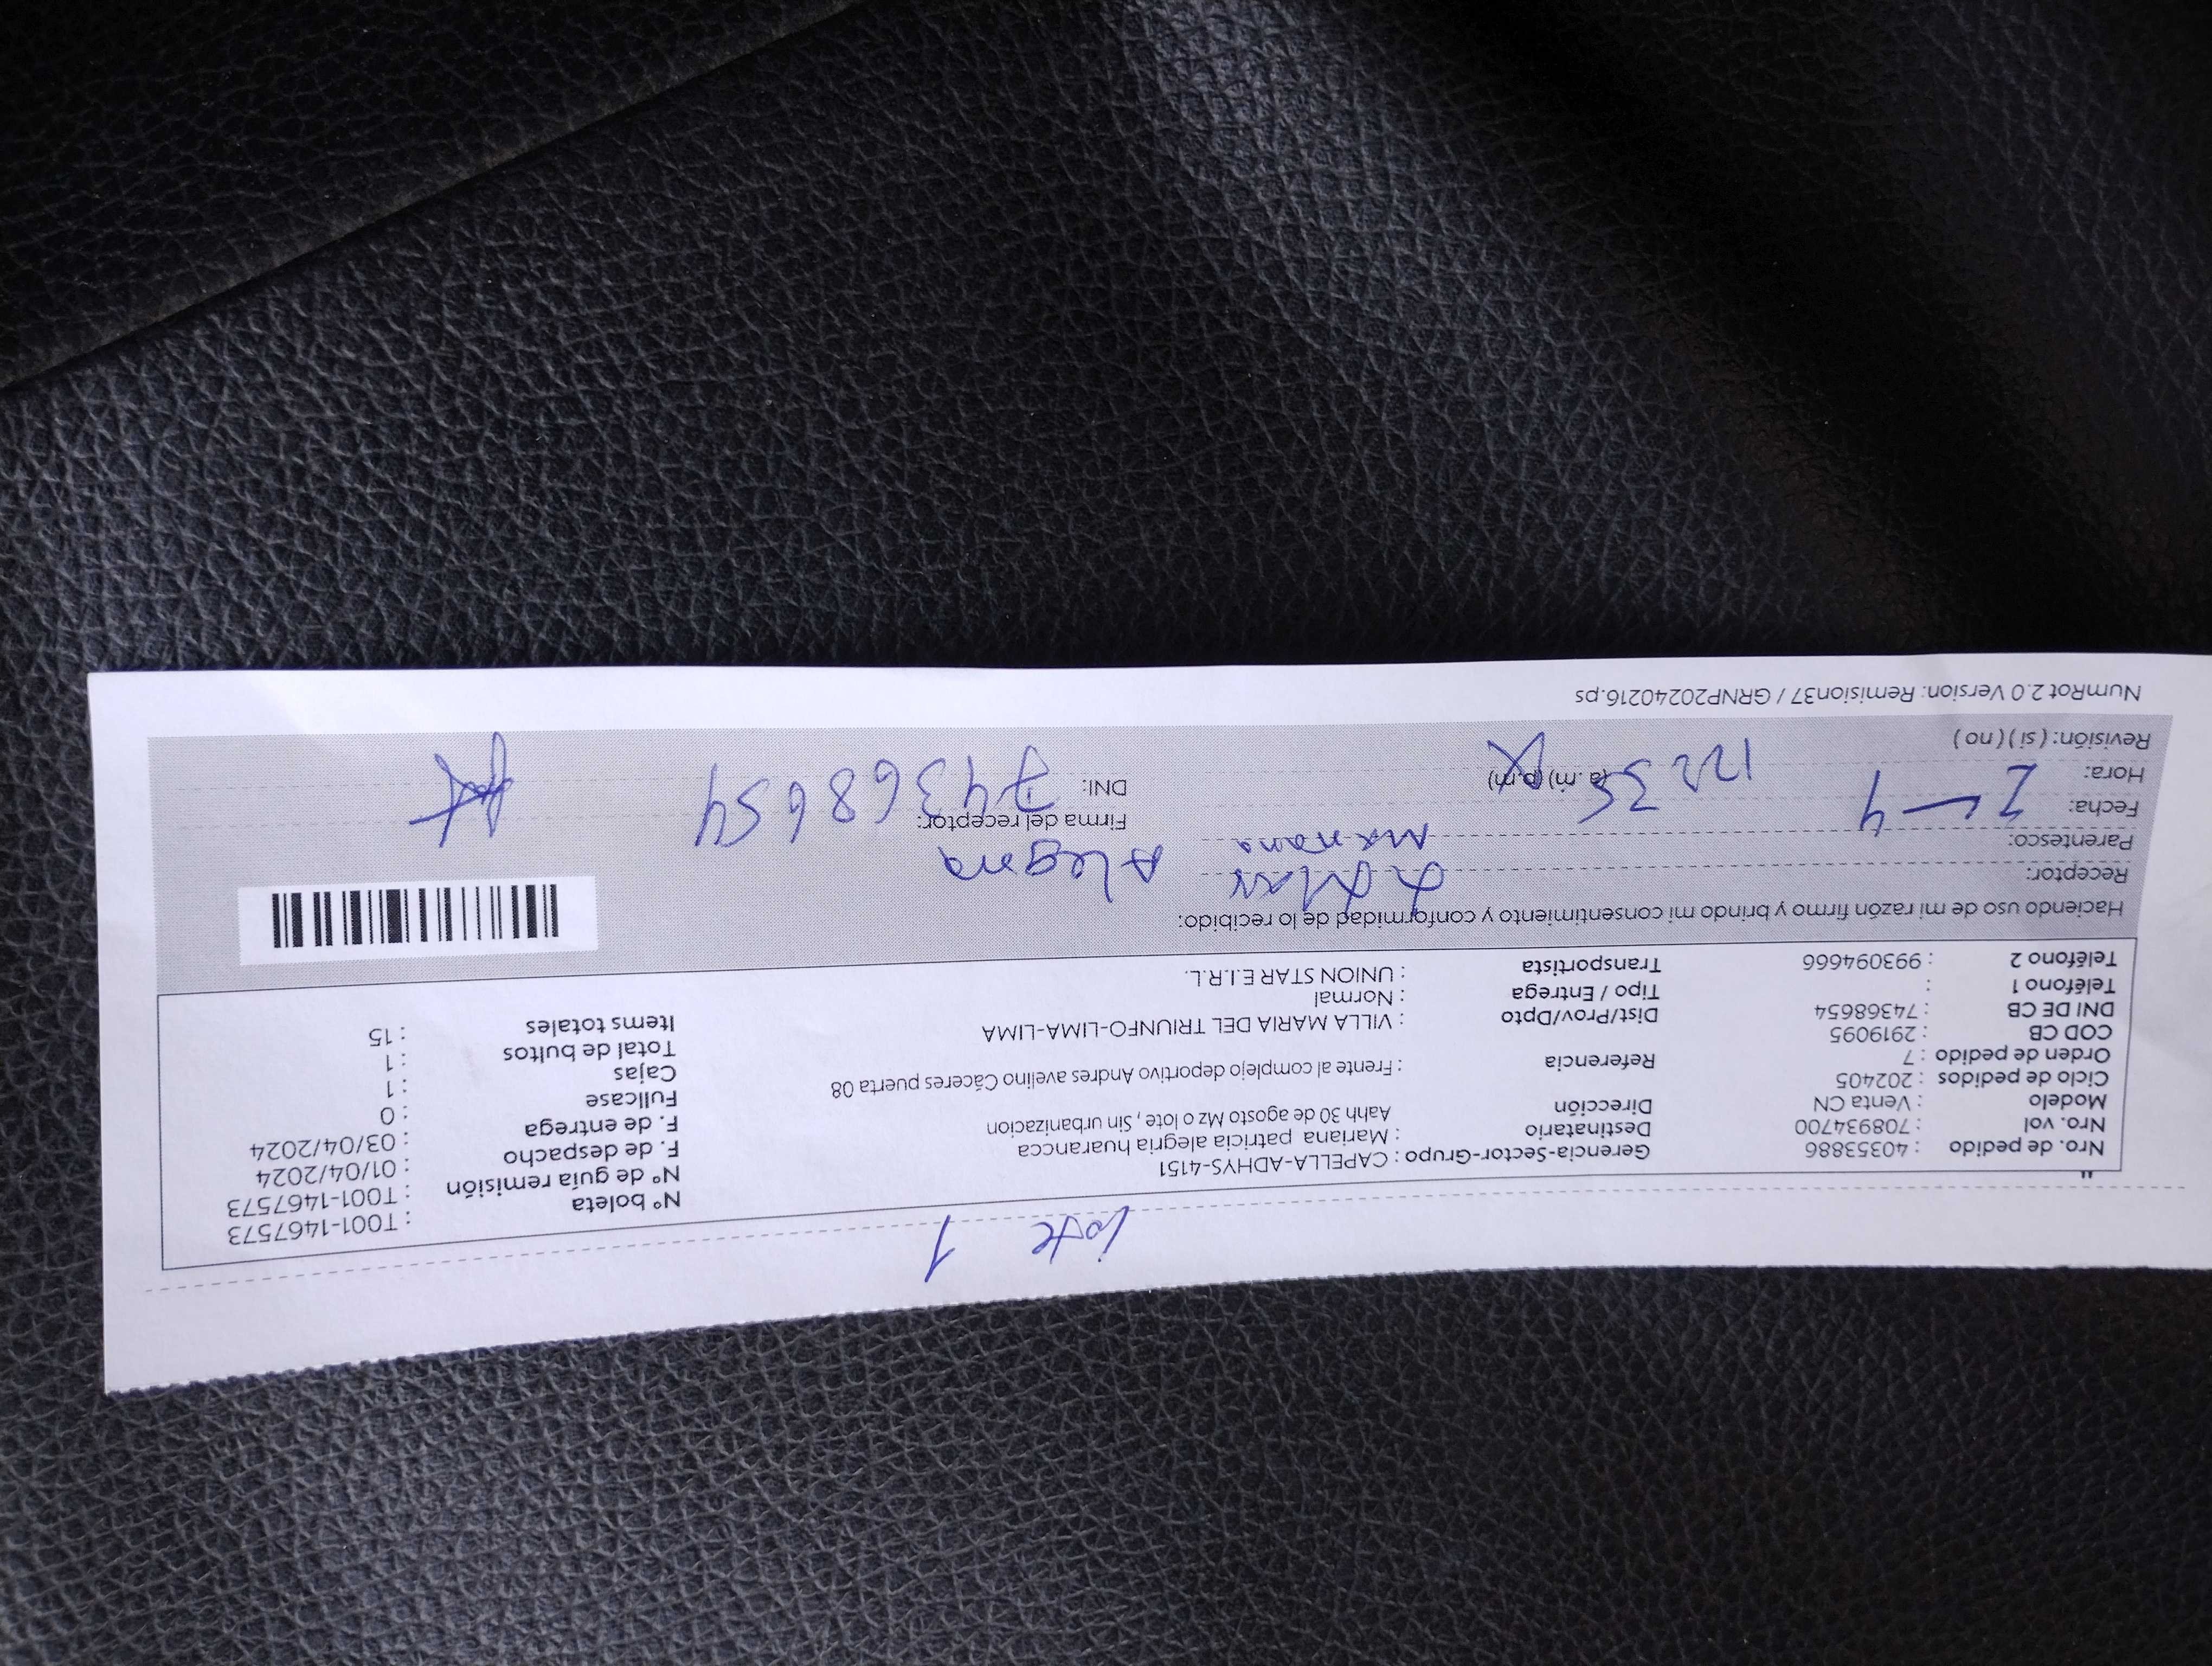 lote 1
"
Nro. de pedido : 40353886
Nro. vol : 708934700
Modelo : Venta CN
Ciclo de pedidos : 202405
Orden de pedido : 7
COD CB : 2919095
DNI DE CB : 74368654
Teléfono 1 :
Teléfono 2 : 993094666
Gerencia-Sector-Grupo : CAPELLA-ADHYS-4151
Destinatario : Mariana patricia alegria huarancca
Dirección Aahh 30 de agosto Mz o lote , Sin urbanizacion
Referencia : Frente al complejo deportivo Andres avelino Cáceres puerta 08
Dist/Prov/Dpto : VILLA MARIA DEL TRIUNFO-LIMA-LIMA
Tipo / Entrega : Normal
Transportista : UNION STAR E.I.R.L.
N° boleta : T001-1467573
N° de guía remisión : T001-1467573
F. de despacho : 01/04/2024
F. de entrega : 03/04/2024
Fullcase : 0
Cajas : 1
Total de bultos : 1
Items totales : 15
Haciendo uso de mi razón firmo y brindo mi consentimiento y conformidad de lo recibido:
Receptor: Alegria
Parentesco: Mariana
Fecha: 2-4
Firma del receptor:
Hora: 12 35 (a.m) (p.m)
DNI: 74368654
Revisión: ( si ) ( no )
NumRot 2.0 Version: Remision37 / GRNP20240216.ps